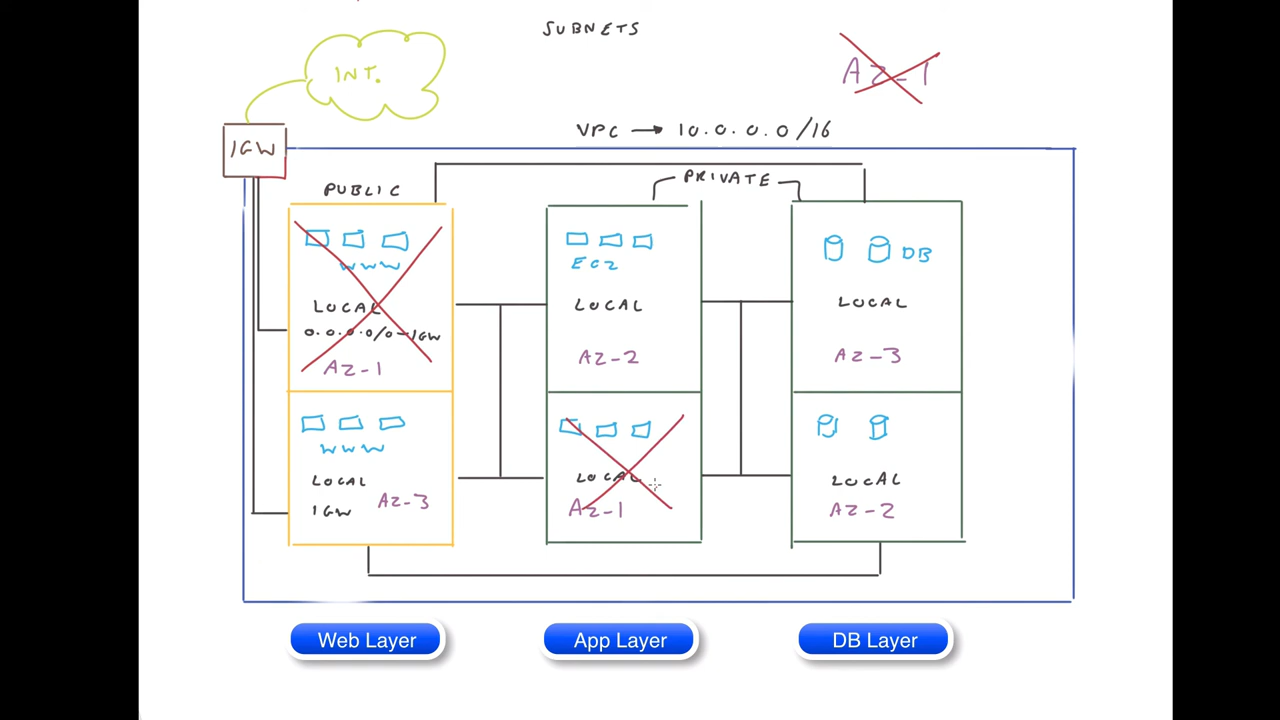 SUBNETS
INT.
AZ-1
VPC → 10.0.0.0/16
IGW
PUBLIC
PRIVATE
WWW
LOCAL
0.0.0.0/0-IGW
AZ-1
EC2
LOCAL
AZ-2
DB
LOCAL
AZ-3
WWW
LOCAL
IGW
AZ-3
LOCAL
AZ-1
LOCAL
AZ-2
Web Layer
App Layer
DB Layer